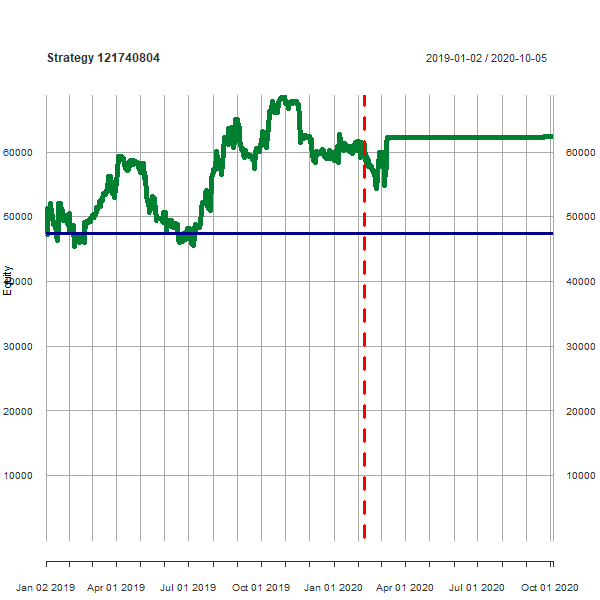 Strategy 121740804
2019-01-02 / 2020-10-05
60000
60000
50000
50000
Equity
40000
40000
30000
30000
20000
20000
10000
10000
Jan 02 2019
Apr 01 2019
Jul 01 2019
Oct 01 2019
Jan 01 2020
Apr 01 2020
Jul 01 2020
Oct 01 2020